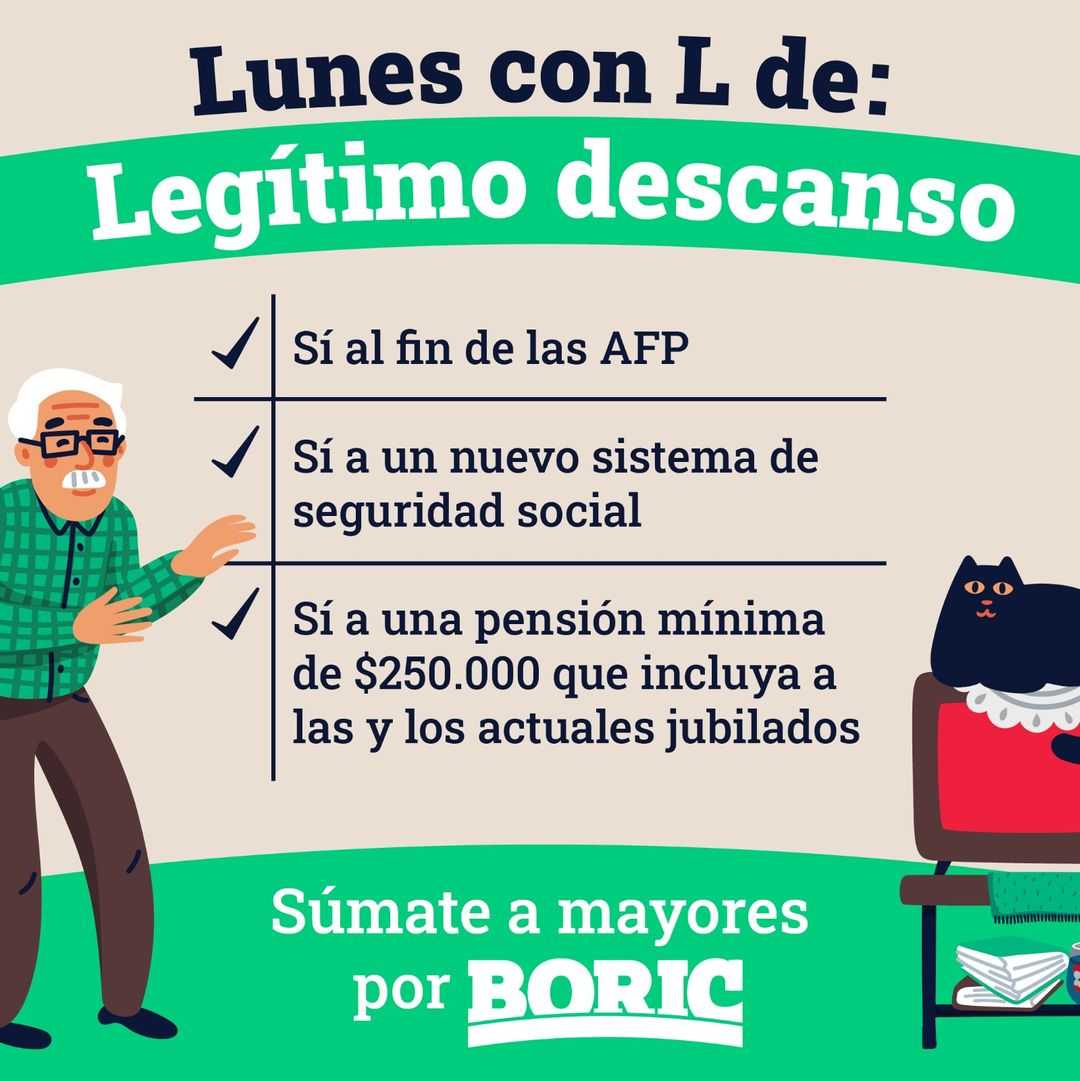 Lunes con L de:
Legítimo descanso
Sí al fin de las AFP
Sí a un nuevo sistema de
seguridad social
Sí a una pensión mínima
de $250.000 que incluya a
las y los actuales jubilados
Súmate a mayores
por BORIC